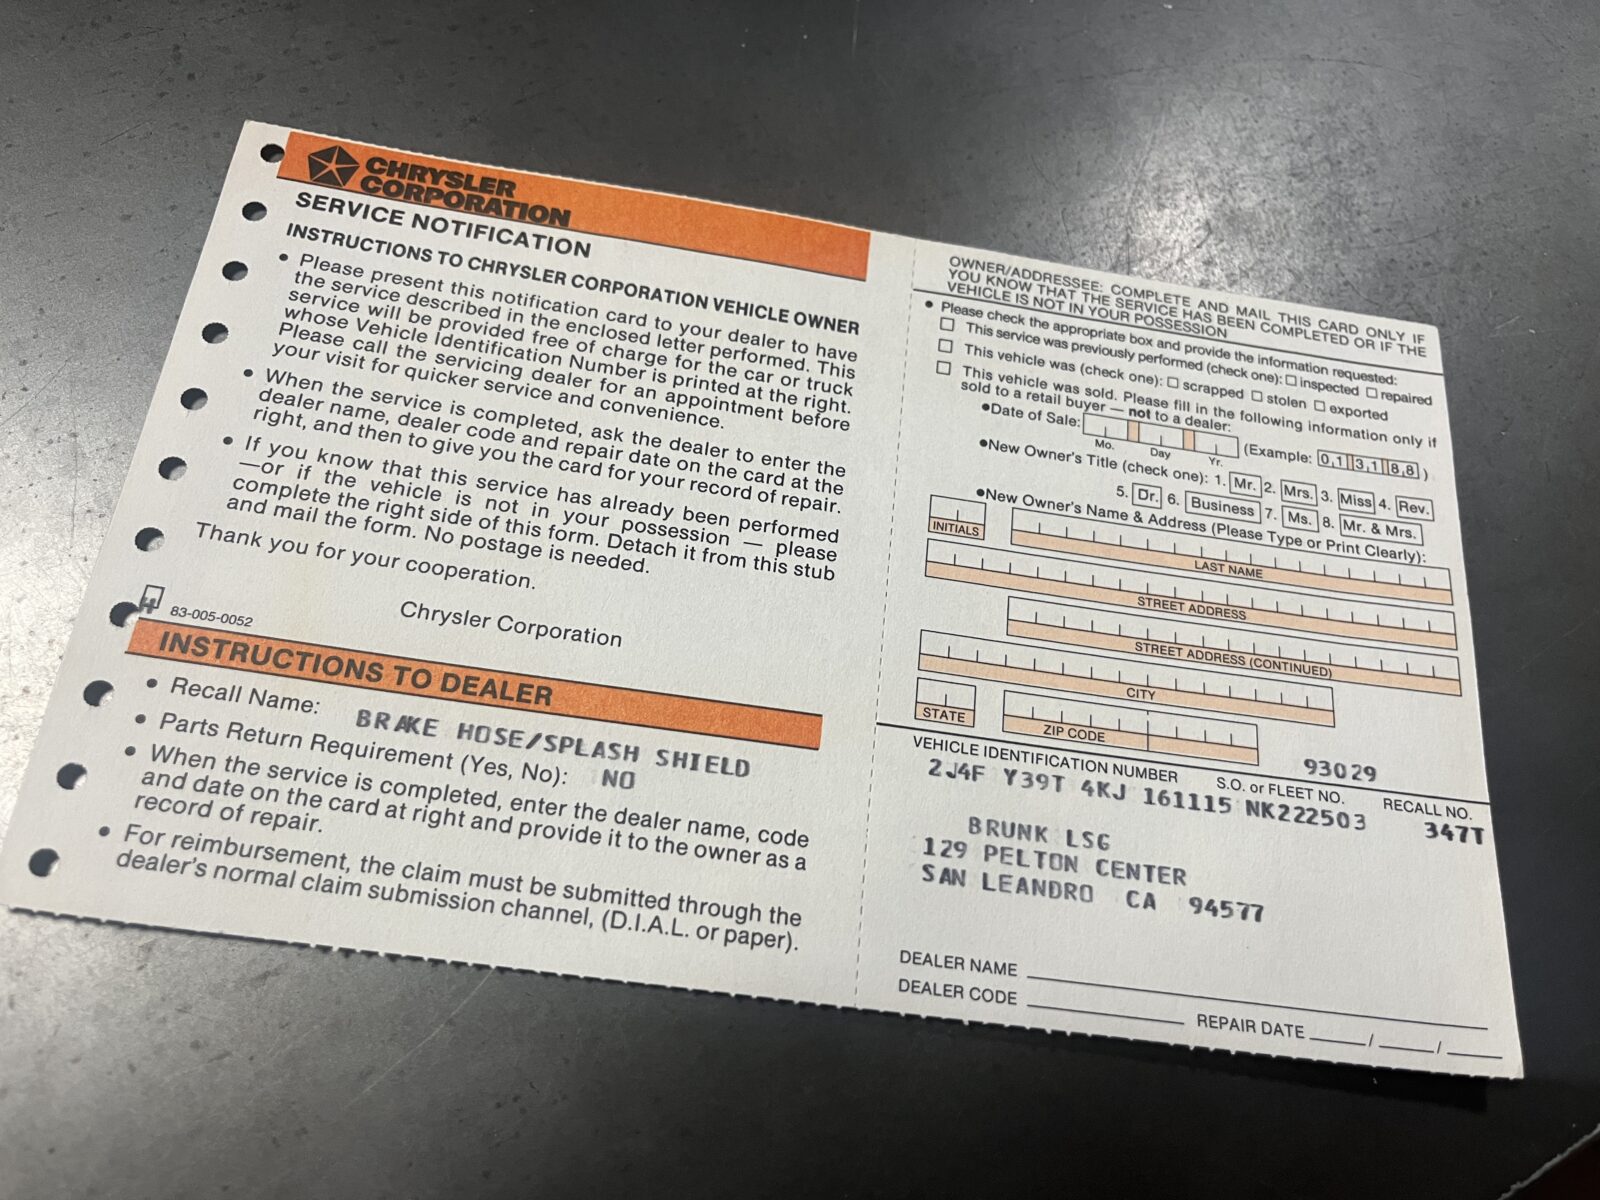 CHRYSLER
CORPORATION
SERVICE NOTIFICATION
INSTRUCTIONS TO CHRYSLER CORPORATION VEHICLE OWNER
• Please present this notification card to your dealer to have
the service described in the enclosed letter performed. This
service will be provided free of charge for the car or truck
whose Vehicle Identification Number is printed at the right.
Please call the servicing dealer for an appointment before
your visit for quicker service and convenience.
• When the service is completed, ask the dealer to enter the
dealer name, dealer code and repair date on the card at the
right, and then to give you the card for your record of repair.
• If you know that this service has already been performed
—or if the vehicle is not in your possession — please
complete the right side of this form. Detach it from this stub
and mail the form. No postage is needed.
Thank you for your cooperation.
Chrysler Corporation
83-005-0052
INSTRUCTIONS TO DEALER
• Recall Name: BRAKE HOSE/SPLASH SHIELD
• Parts Return Requirement (Yes, No): NO
• When the service is completed, enter the dealer name, code
and date on the card at right and provide it to the owner as a
record of repair.
• For reimbursement, the claim must be submitted through the
dealer's normal claim submission channel, (D.I.A.L. or paper).
OWNER/ADDRESSEE: COMPLETE AND MAIL THIS CARD ONLY IF
YOU KNOW THAT THE SERVICE HAS BEEN COMPLETED OR IF THE
VEHICLE IS NOT IN YOUR POSSESSION
• Please check the appropriate box and provide the information requested:
This service was previously performed (check one): inspected repaired
This vehicle was (check one): scrapped stolen exported
This vehicle was sold. Please fill in the following information only if
sold to a retail buyer — not to a dealer:
•Date of Sale: (Example: 0,1 3,1 8,8 )
Mo. Day Yr.
•New Owner's Title (check one): 1. Mr. 2. Mrs. 3. Miss 4. Rev.
5. Dr. 6. Business 7. Ms. 8. Mr. & Mrs.
•New Owner's Name & Address (Please Type or Print Clearly):
INITIALS LAST NAME
STREET ADDRESS
STREET ADDRESS (CONTINUED)
CITY
STATE ZIP CODE
93029
VEHICLE IDENTIFICATION NUMBER S.O. or FLEET NO. RECALL NO.
2J4F Y39T 4KJ 161115 NK222503 347T
BRUNK LSG
129 PELTON CENTER
SAN LEANDRO CA 94577
DEALER NAME
DEALER CODE
REPAIR DATE / /